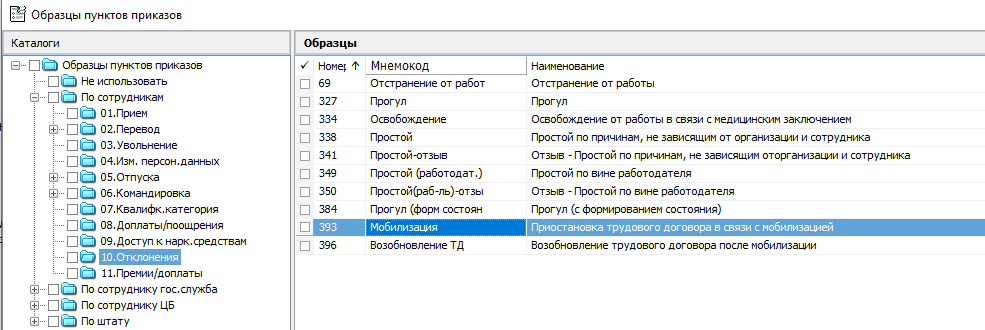 Образцы пунктов приказов
Каталоги
Образцы пунктов приказов
Не использовать
По сотрудникам
01.Прием
02.Перевод
03.Увольнение
04.Изм. персон.данных
05.Отпуска
06.Командировка
07.Квалифк.категория
08.Доплаты/поощрения
09.Доступ к нарк.средствам
10.Отклонения
11.Премии/доплаты
По сотруднику гос.служба
По сотруднику ЦБ
По штату
Образцы
✓ Номер ↑ Мнемокод Наименование
69 Отстранение от работ Отстранение от работы
327 Прогул Прогул
334 Освобождение Освобождение от работы в связи с медицинским заключением
338 Простой Простой по причинам, не зависящим от организации и сотрудника
341 Простой-отзыв Отзыв - Простой по причинам, не зависящим оторганизации и сотрудника
349 Простой (работодат.) Простой по вине работодателя
350 Простой(раб-ль)-отзы Отзыв - Простой по вине работодателя
384 Прогул (форм состоян Прогул (с формированием состояния)
393 Мобилизация Приостановка трудового договора в связи с мобилизацией
396 Возобновление ТД Возобновление трудового договора после мобилизации